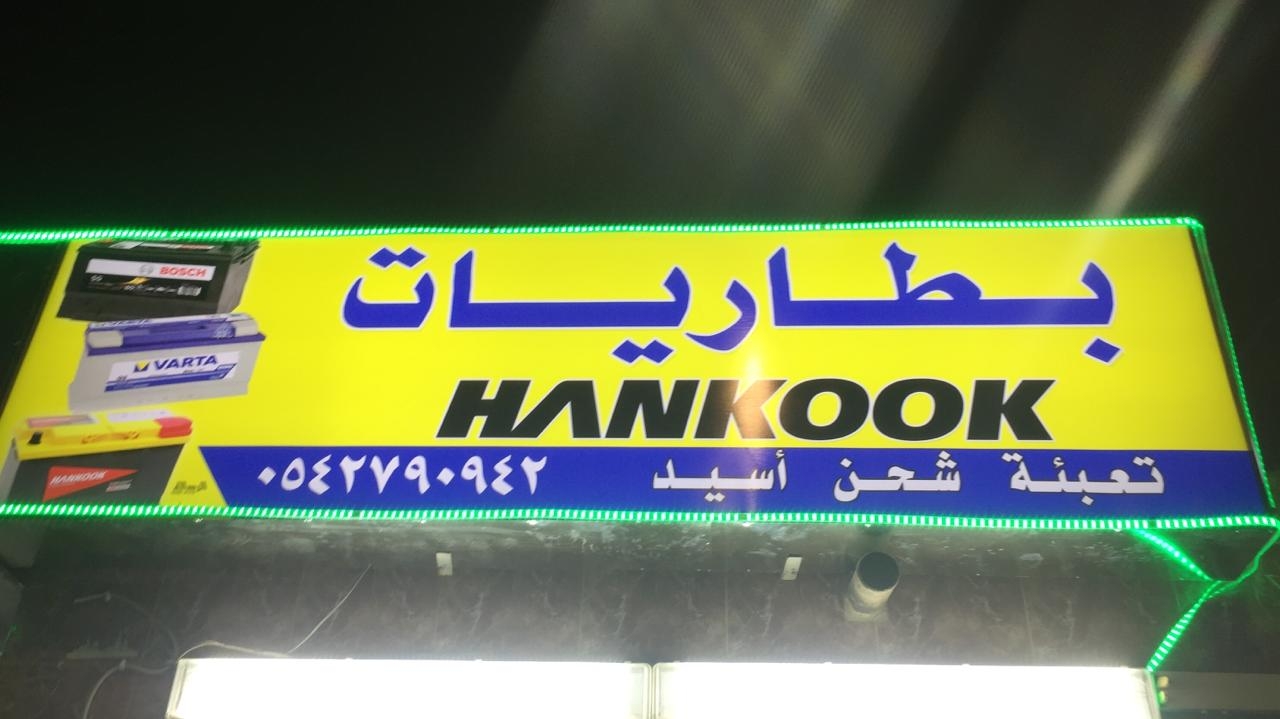 بطاريات
HANKOOK
تعبئة شحن أسيد
٠٥٤٢٧٩٠٩٤٢
BOSCH
VARTA
HANKOOK